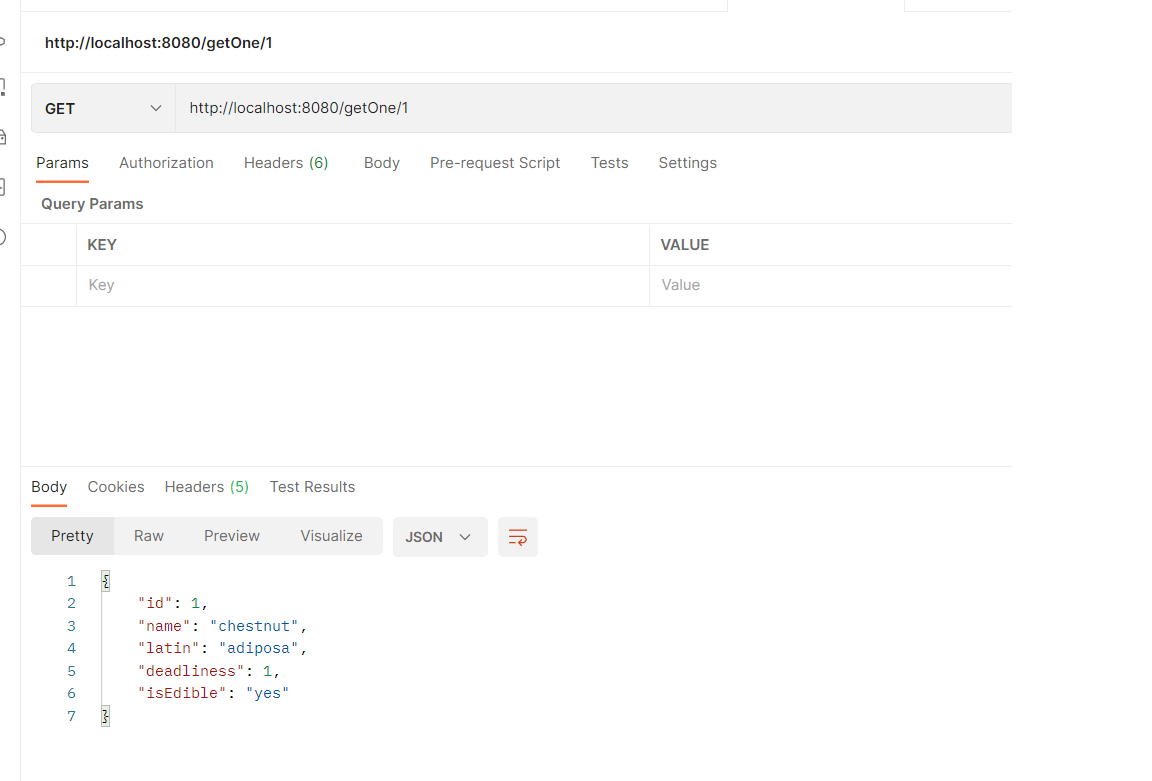 http://localhost:8080/getOne/1
GET http://localhost:8080/getOne/1
Params Authorization Headers (6) Body Pre-request Script Tests Settings
Query Params
KEY VALUE
Key Value
Body Cookies Headers (5) Test Results
Pretty Raw Preview Visualize JSON
1 {
2 "id": 1,
3 "name": "chestnut",
4 "latin": "adiposa",
5 "deadliness": 1,
6 "isEdible": "yes"
7 }